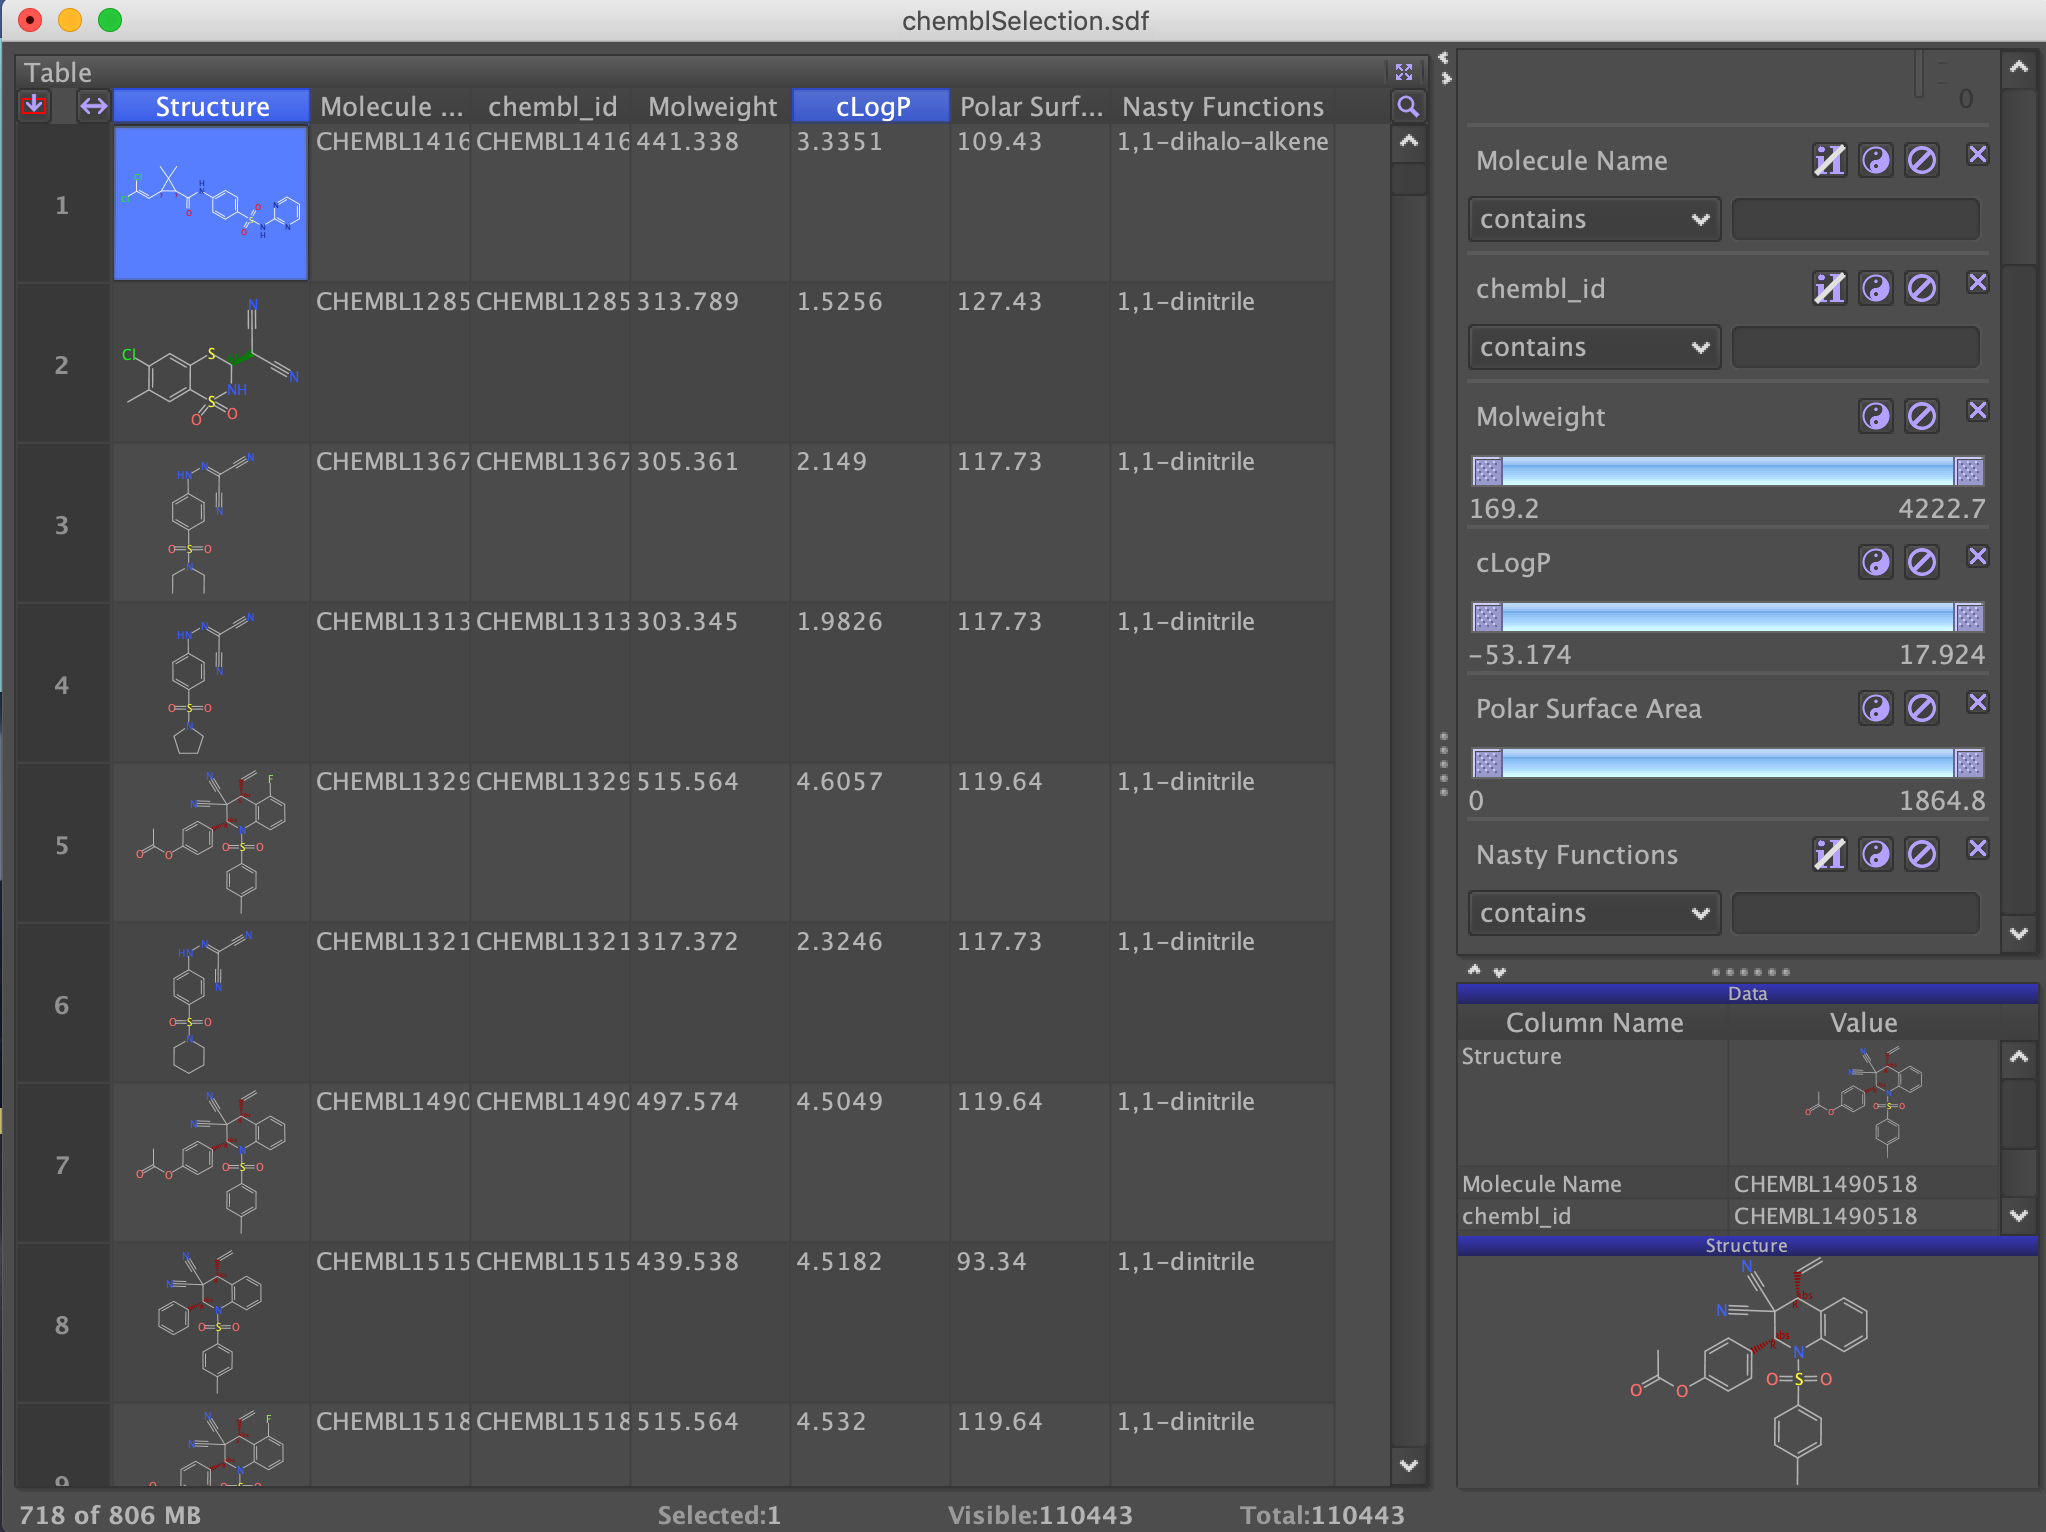 chemblSelection.sdf
Table
Structure Molecule ... chembl_id Molweight cLogP Polar Surf... Nasty Functions
1 CHEMBL1416 CHEMBL1416 441.338 3.3351 109.43 1,1-dihalo-alkene
2 CHEMBL1285 CHEMBL1285 313.789 1.5256 127.43 1,1-dinitrile
3 CHEMBL1367 CHEMBL1367 305.361 2.149 117.73 1,1-dinitrile
4 CHEMBL1313 CHEMBL1313 303.345 1.9826 117.73 1,1-dinitrile
5 CHEMBL1329 CHEMBL1329 515.564 4.6057 119.64 1,1-dinitrile
6 CHEMBL1321 CHEMBL1321 317.372 2.3246 117.73 1,1-dinitrile
7 CHEMBL1490 CHEMBL1490 497.574 4.5049 119.64 1,1-dinitrile
8 CHEMBL1515 CHEMBL1515 439.538 4.5182 93.34 1,1-dinitrile
9 CHEMBL1518 CHEMBL1518 515.564 4.532 119.64 1,1-dinitrile
718 of 806 MB Selected:1 Visible:110443 Total:110443
0
Molecule Name
contains
chembl_id
contains
Molweight
169.2 4222.7
cLogP
-53.174 17.924
Polar Surface Area
0 1864.8
Nasty Functions
contains
Data
Column Name Value
Structure
Molecule Name CHEMBL1490518
chembl_id CHEMBL1490518
Structure